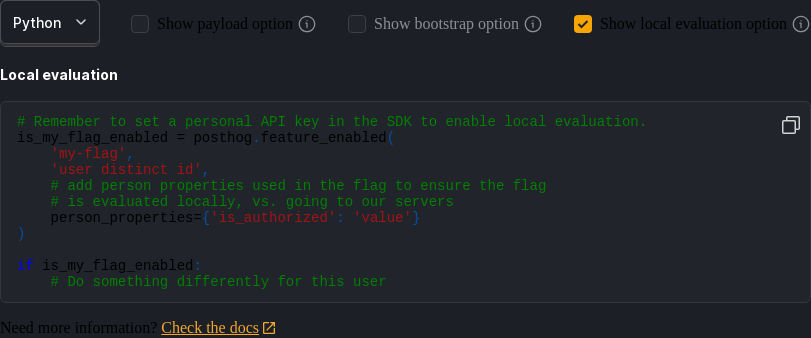 Python Show payload option Show bootstrap option Show local evaluation option
Local evaluation
# Remember to set a personal API key in the SDK to enable local evaluation.
is_my_flag_enabled = posthog.feature_enabled(
    'my-flag',
    'user distinct id',
    # add person properties used in the flag to ensure the flag
    # is evaluated locally, vs. going to our servers
    person_properties={'is_authorized': 'value'}
)
if is_my_flag_enabled:
    # Do something differently for this user
Need more information? Check the docs